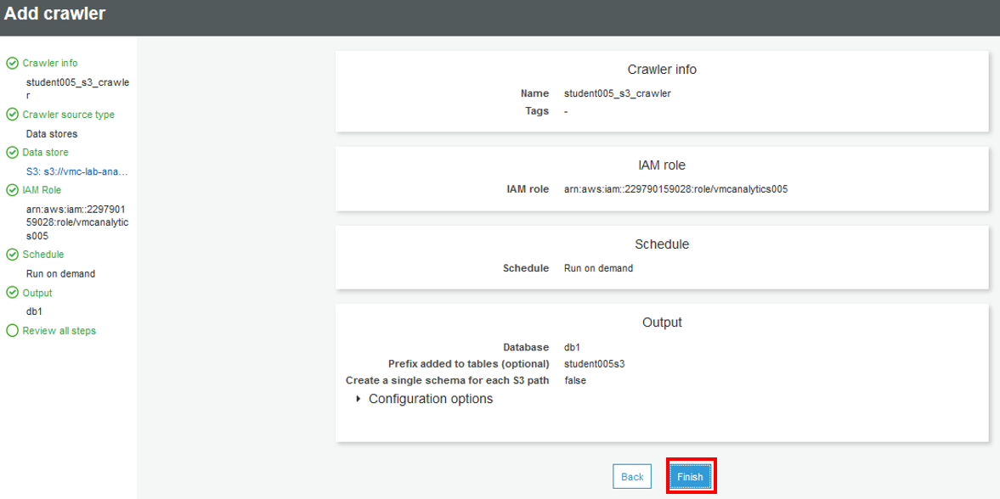 Add crawler
Crawler info
student005_s3_crawle
r
Crawler source type
Data stores
Data store
S3: s3://vmc-lab-ana...
IAM Role
arn:aws:iam::2297901
59028:role/vmcanalytic
s005
Schedule
Run on demand
Output
db1
Review all steps
Crawler info
Name student005_s3_crawler
Tags -
IAM role
IAM role arn:aws:iam::229790159028:role/vmcanalytics005
Schedule
Schedule Run on demand
Output
Database db1
Prefix added to tables (optional) student005s3
Create a single schema for each S3 path false
Configuration options
Back Finish